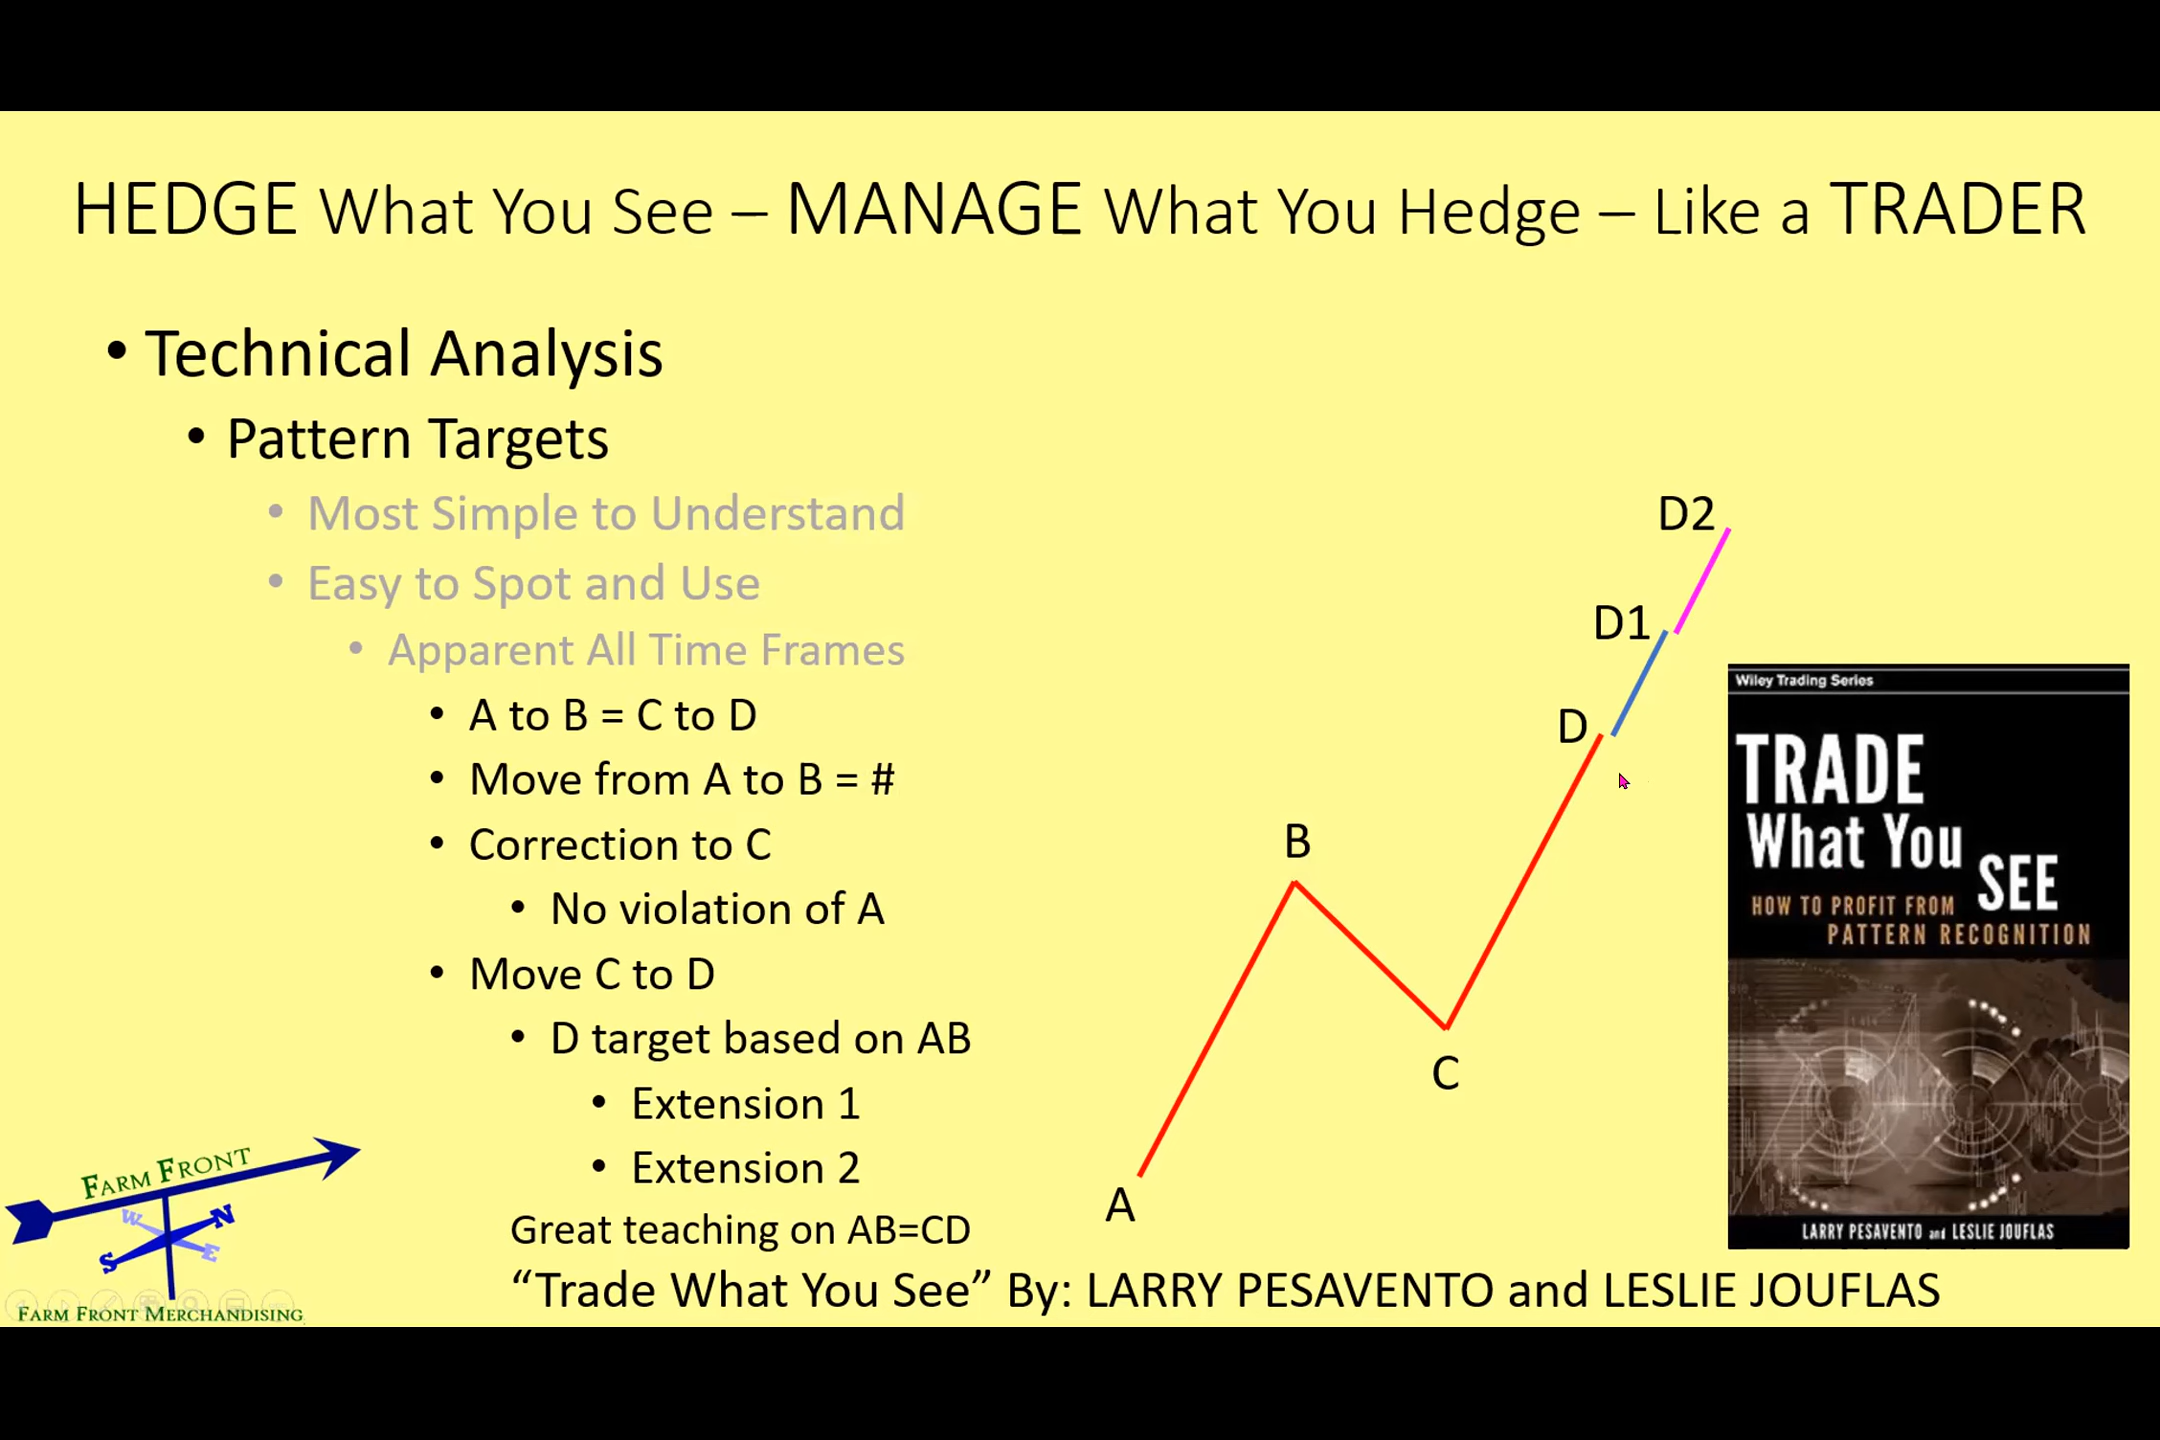 HEDGE What You See – MANAGE What You Hedge – Like a TRADER
• Technical Analysis
• Pattern Targets
• Most Simple to Understand
• Easy to Spot and Use
• Apparent All Time Frames
• A to B = C to D
• Move from A to B = #
• Correction to C
• No violation of A
• Move C to D
• D target based on AB
• Extension 1
• Extension 2
Great teaching on AB=CD
“Trade What You See” By: LARRY PESAVENTO and LESLIE JOUFLAS
D2
D1
D
B
C
A
Wiley Trading Series
TRADE
What You
SEE
HOW TO PROFIT FROM
PATTERN RECOGNITION
LARRY PESAVENTO and LESLIE JOUFLAS
FARM FRONT
W
N
S
E
FARM FRONT MERCHANDISING